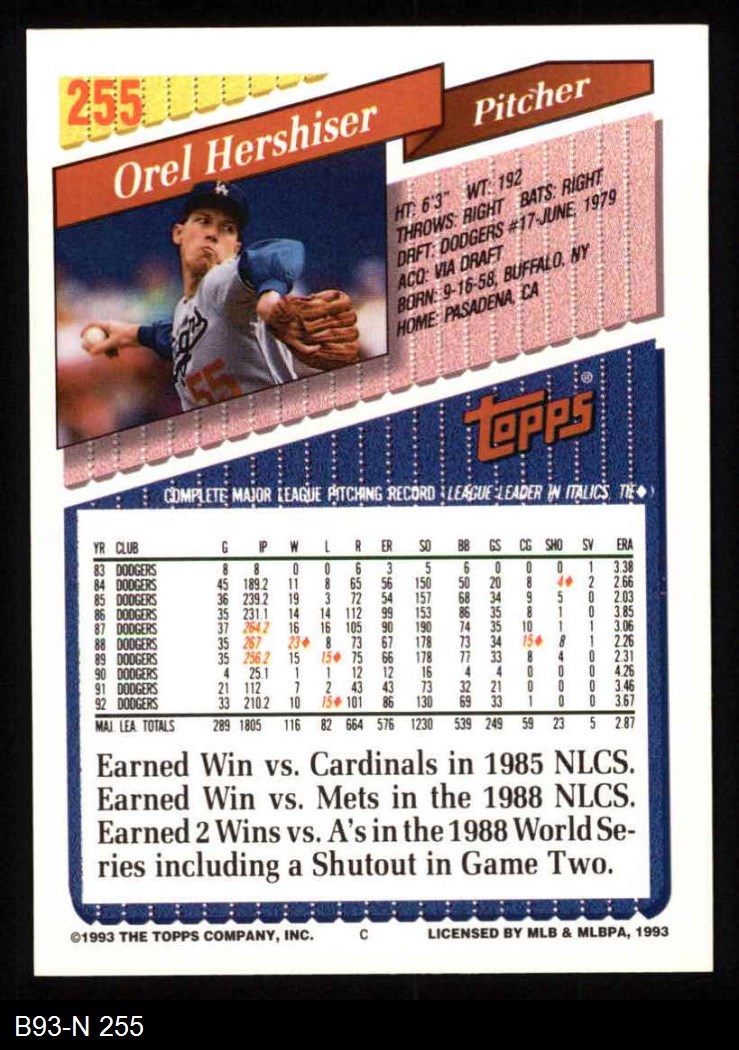 255
Orel Hershiser
Pitcher
HT: 6'3" WT: 192
THROWS: RIGHT BATS: RIGHT
DRFT: DODGERS #17-JUNE, 1979
ACQ: VIA DRAFT
BORN: 9-16-58, BUFFALO, NY
HOME: PASADENA, CA
LA
55
TOPPS®
COMPLETE MAJOR LEAGUE PITCHING RECORD (LEAGUE LEADER IN ITALICS, TIE♦)
YR CLUB G IP W L R ER SO BB GS CG SHO SV ERA
83 DODGERS 8 8 0 0 6 3 5 6 0 0 0 1 3.38
84 DODGERS 45 189.2 11 8 65 56 150 50 20 8 4♦ 2 2.66
85 DODGERS 36 239.2 19 3 72 54 157 68 34 9 5 0 2.03
86 DODGERS 35 231.1 14 14 112 99 153 86 35 8 1 0 3.85
87 DODGERS 37 264.2 16 16 105 90 190 74 35 10 1 1 3.06
88 DODGERS 35 267 23♦ 8 73 67 178 73 34 15♦ 8 1 2.26
89 DODGERS 35 256.2 15 15♦ 75 66 178 77 33 8 4 0 2.31
90 DODGERS 4 25.1 1 1 12 12 16 4 4 0 0 0 4.26
91 DODGERS 21 112 7 2 43 43 73 32 21 0 0 0 3.46
92 DODGERS 33 210.2 10 15♦ 101 86 130 69 33 1 0 0 3.67
MAJ. LEA. TOTALS 289 1805 116 82 664 576 1230 539 249 59 23 5 2.87
Earned Win vs. Cardinals in 1985 NLCS.
Earned Win vs. Mets in the 1988 NLCS.
Earned 2 Wins vs. A's in the 1988 World Se-
ries including a Shutout in Game Two.
©1993 THE TOPPS COMPANY, INC. C LICENSED BY MLB & MLBPA, 1993
B93-N 255